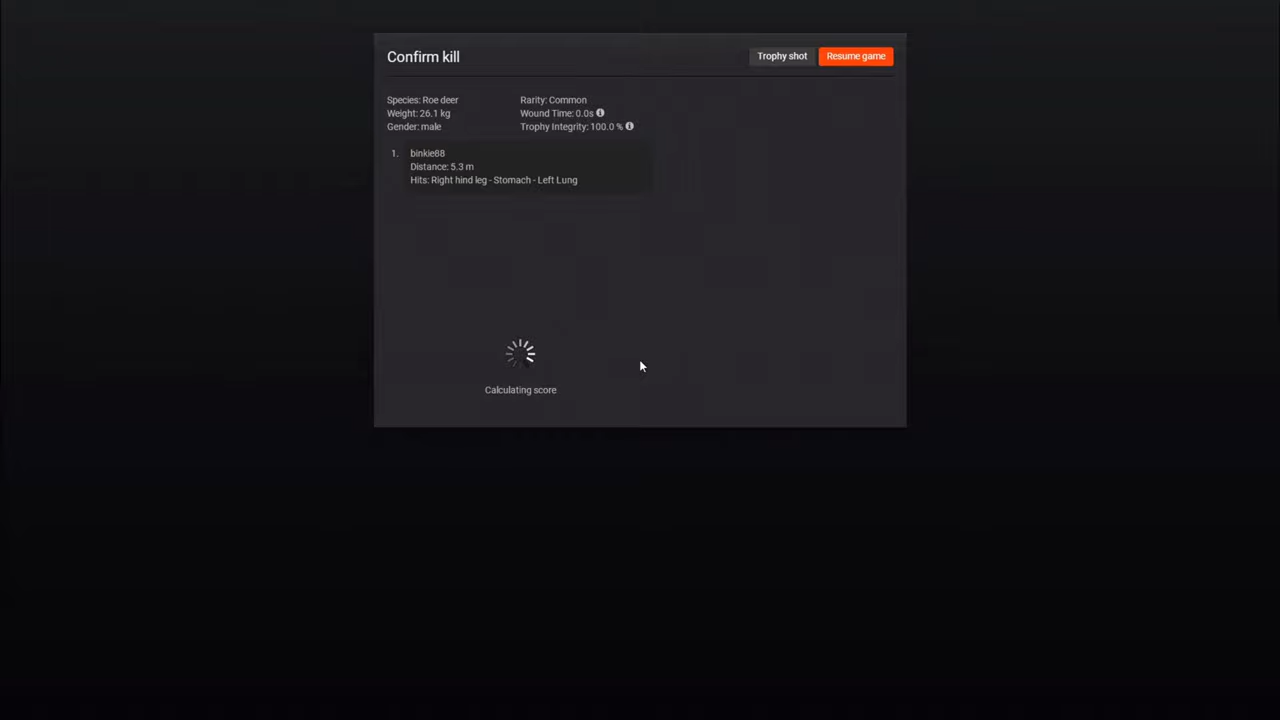 Confirm kill
Trophy shot
Resume game
Species: Roe deer
Rarity: Common
Weight: 26.1 kg
Wound Time: 0.0s
Gender: male
Trophy Integrity: 100.0 %
1. binkie88
Distance: 5.3 m
Hits: Right hind leg - Stomach - Left Lung
Calculating score